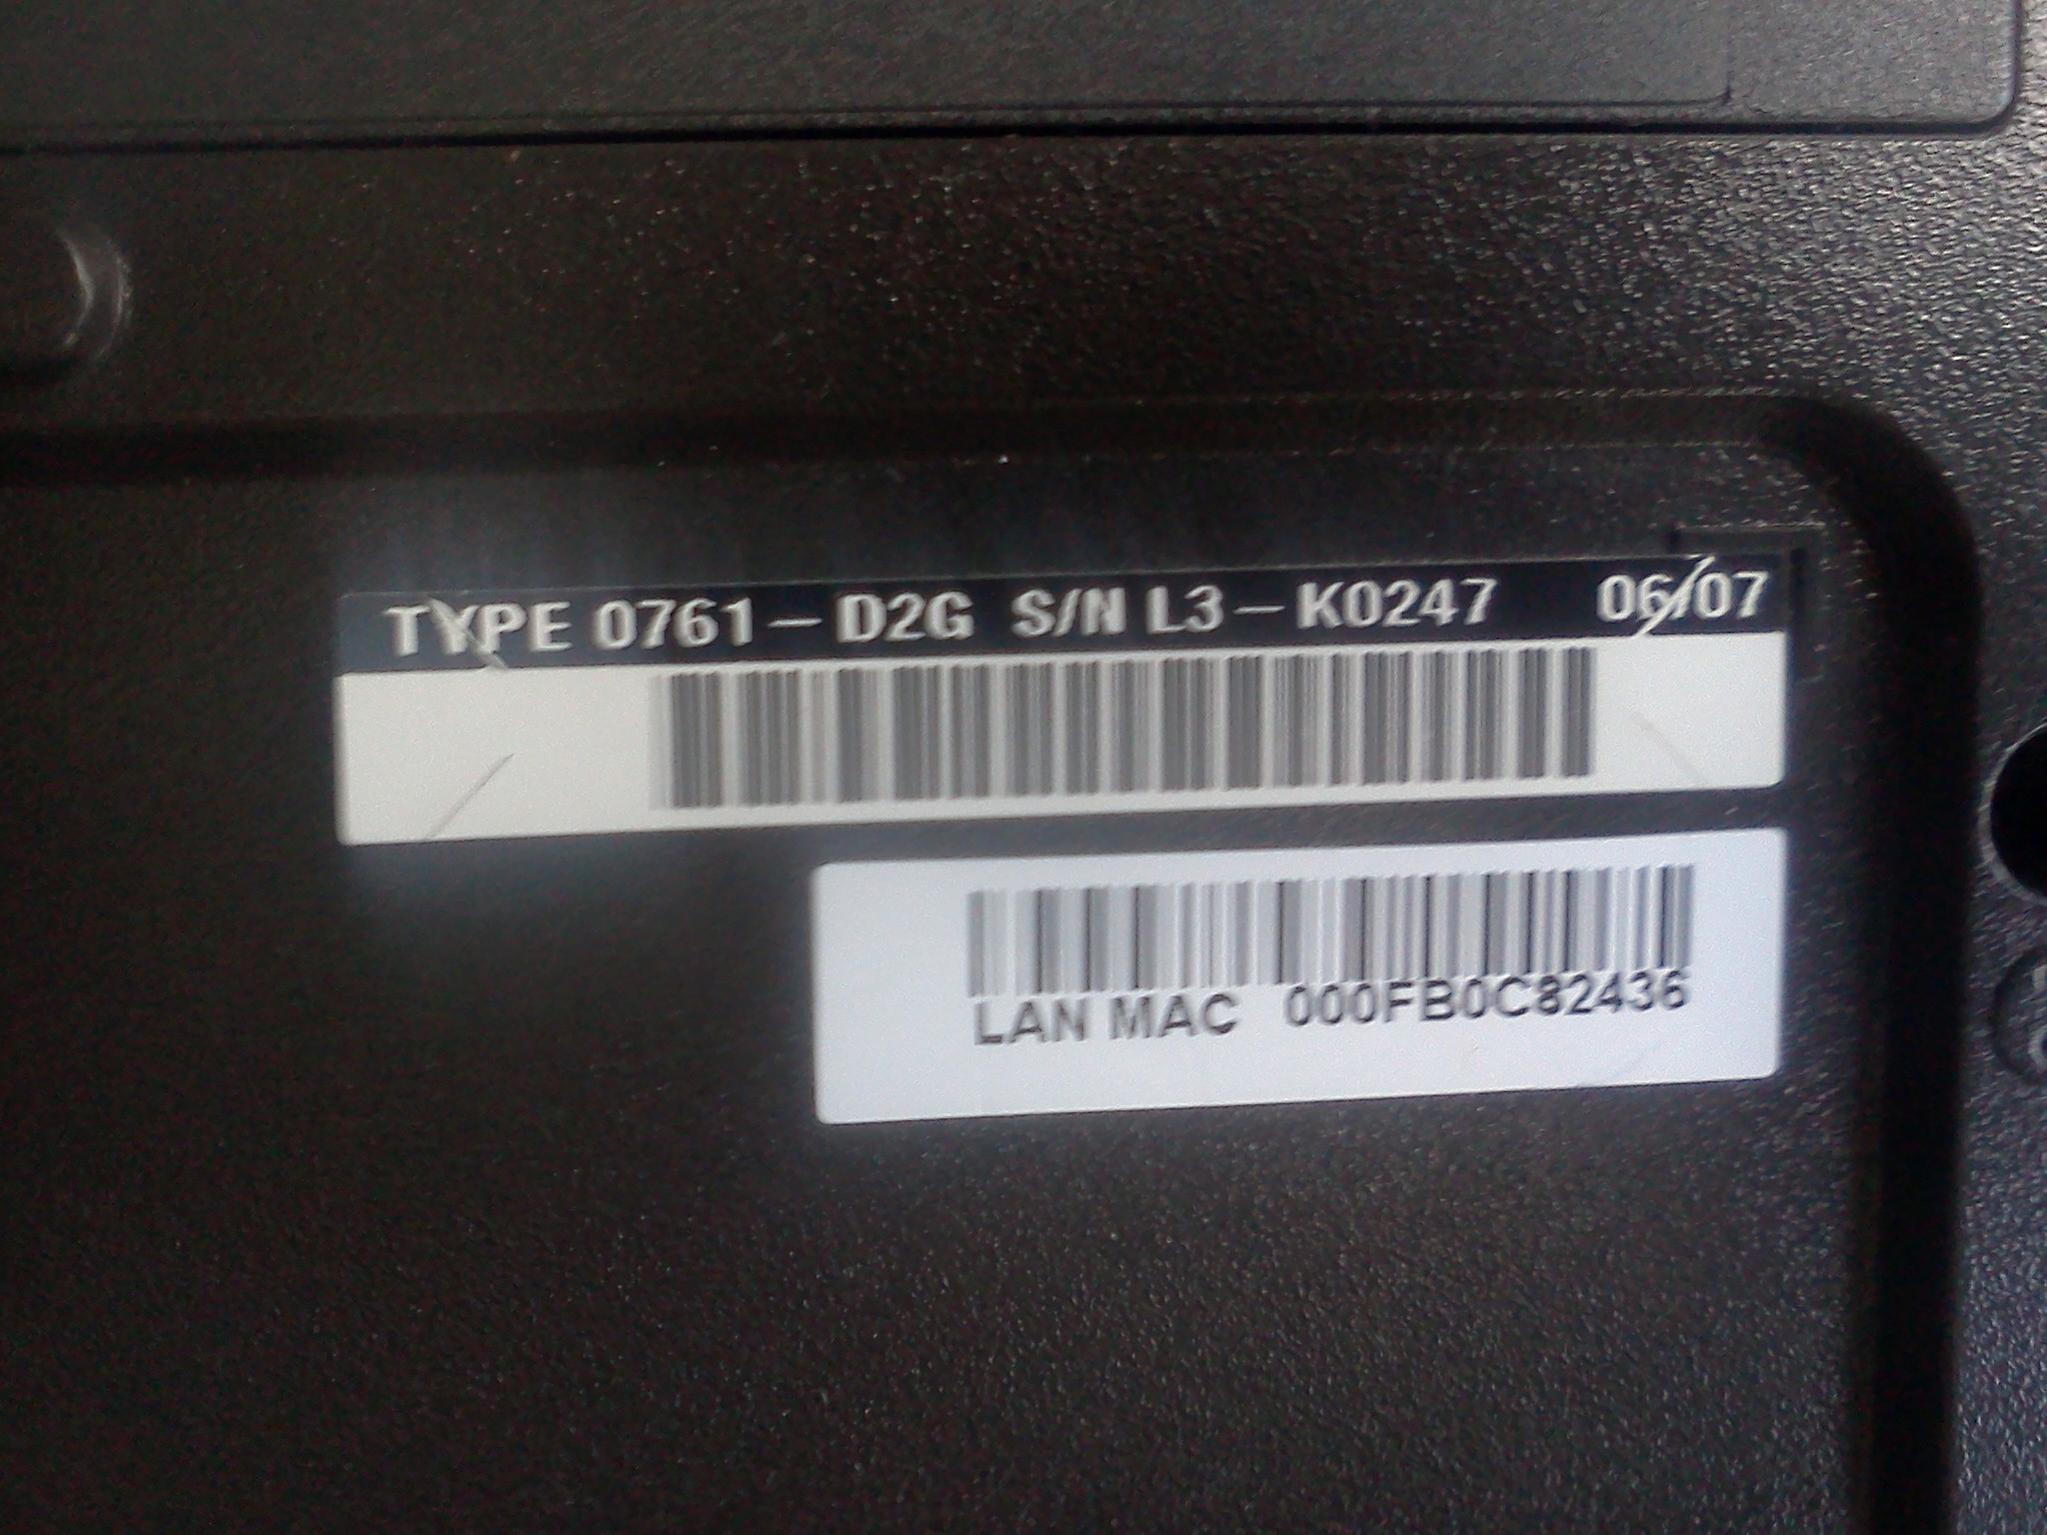 TYPE 0761-D2G S/N L3-K0247 06/07
LAN MAC 000FB0C82436